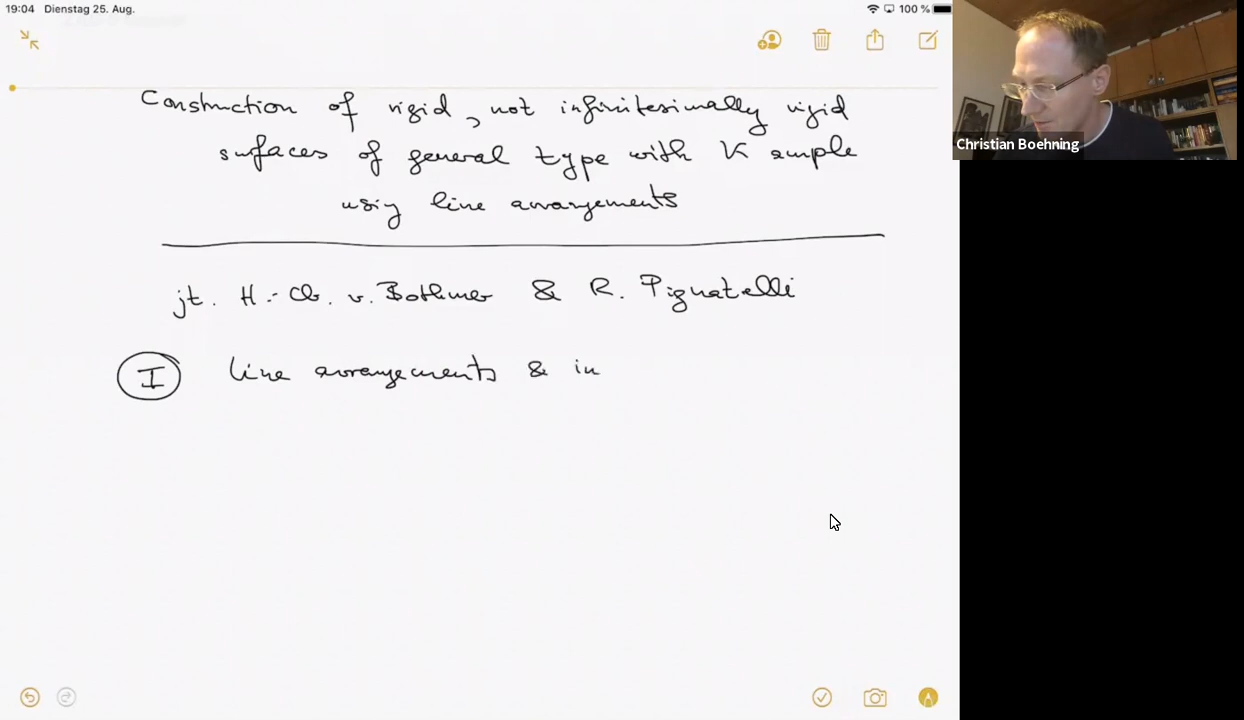 19:04 Dienstag 25. Aug.
100 %
Construction of rigid, not infinitesimally rigid
surfaces of general type with K ample
using line arrangements
jt. H.-Ch. v. Bothmer & R. Pignatelli
I line arrangements & in
Christian Boehning